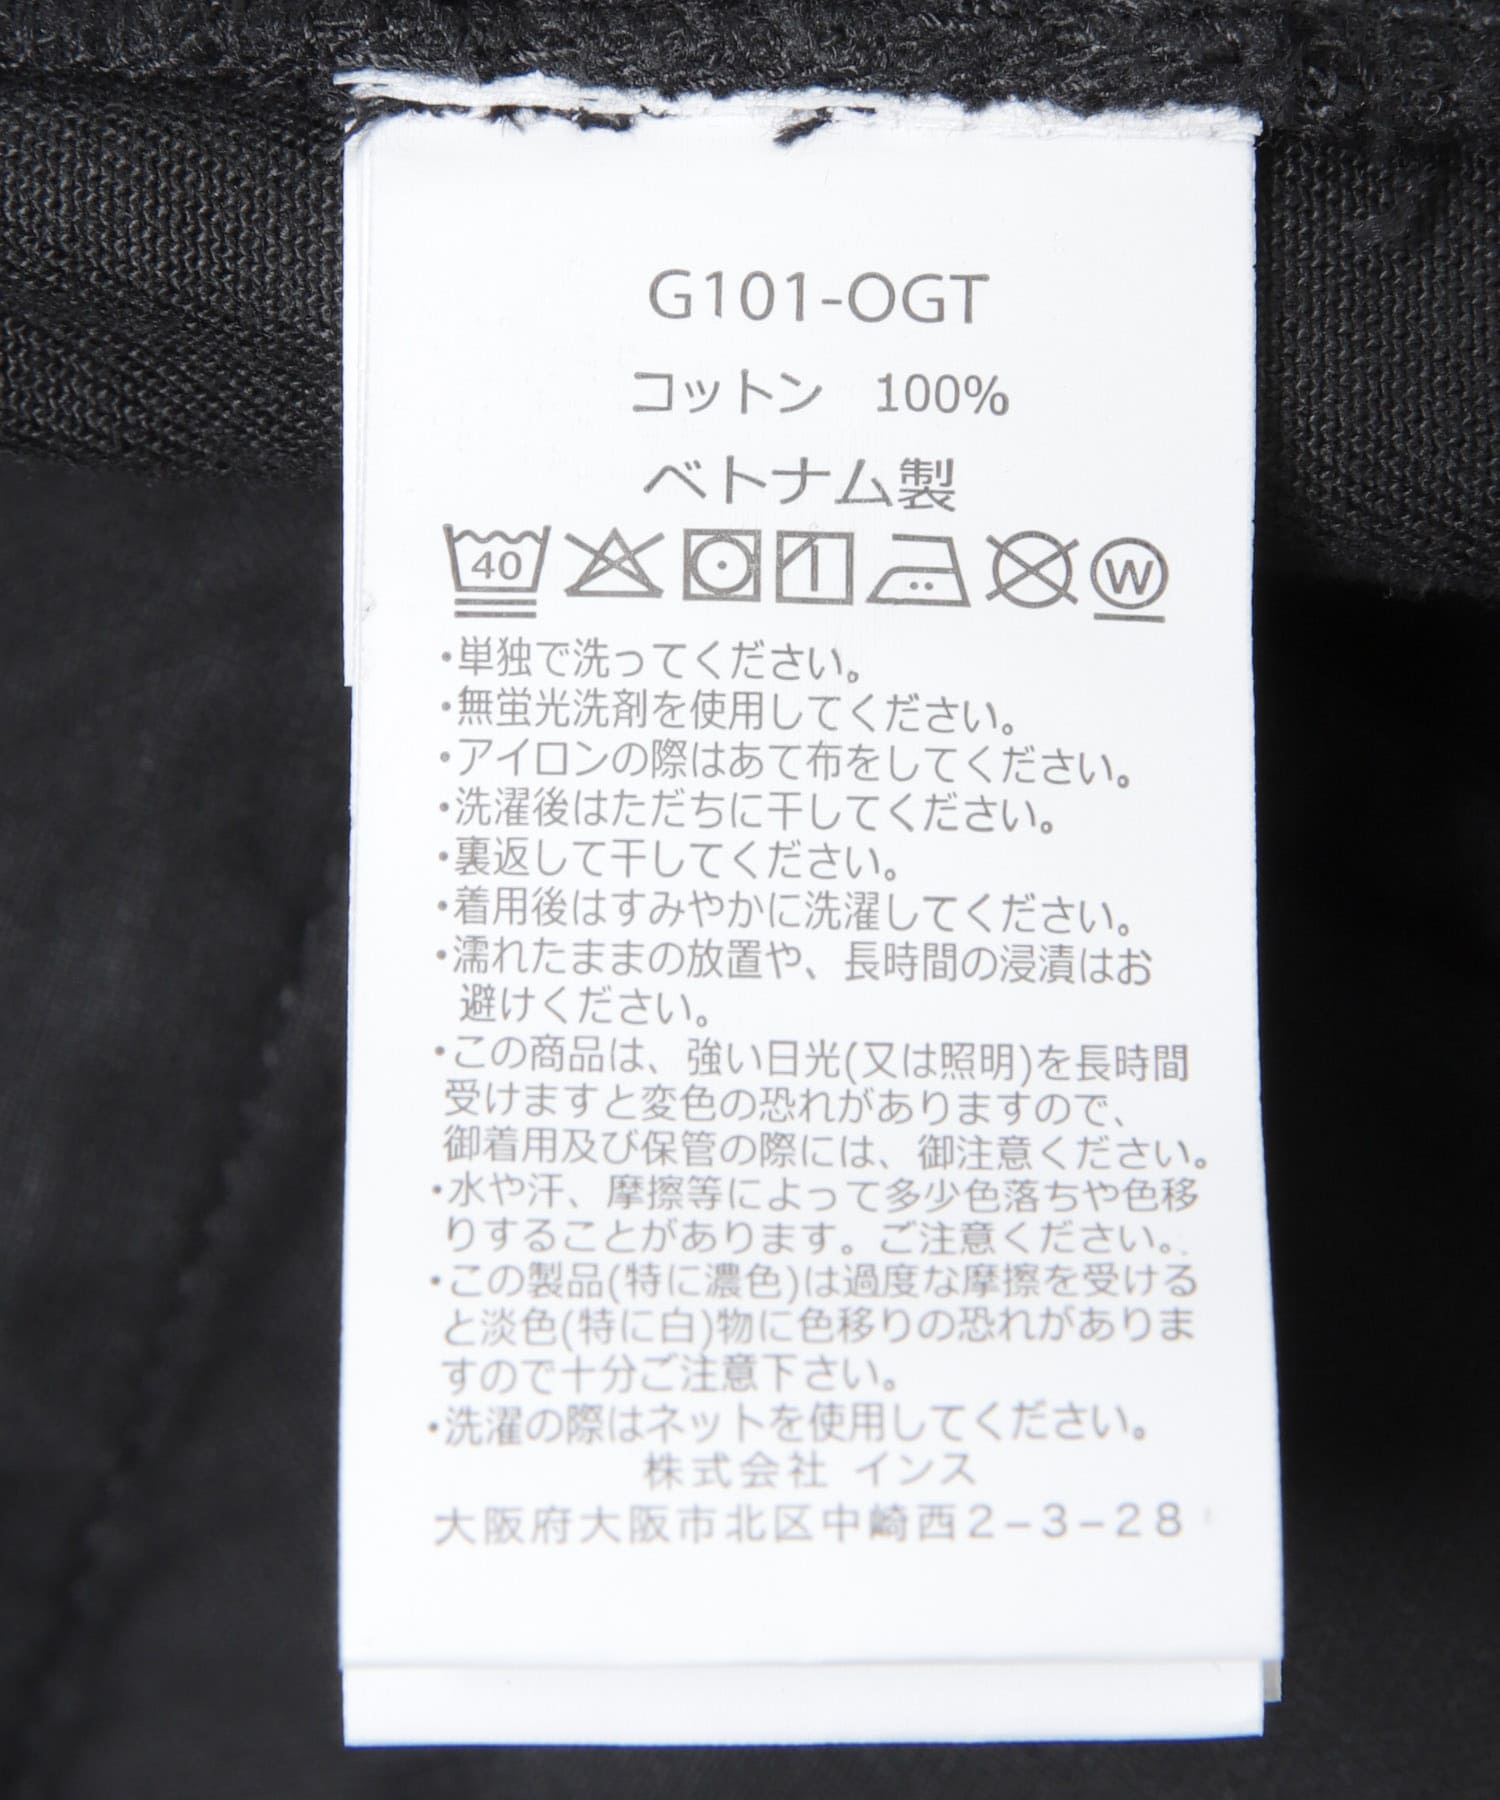 G101-OGT
コットン 100%
ベトナム製
40 W
・単独で洗ってください。
・無蛍光洗剤を使用してください。
・アイロンの際はあて布をしてください。
・洗濯後はただちに干してください。
・裏返して干してください。
・着用後はすみやかに洗濯してください。
・濡れたままの放置や、長時間の浸漬はお
避けください。
・この商品は、強い日光(又は照明)を長時間
受けますと変色の恐れがありますので、
御着用及び保管の際には、御注意ください。
・水や汗、摩擦等によって多少色落ちや色移
りすることがあります。ご注意ください。
・この製品(特に濃色)は過度な摩擦を受ける
と淡色(特に白)物に色移りの恐れがありま
すので十分ご注意下さい。
・洗濯の際はネットを使用してください。
株式会社 インス
大阪府大阪市北区中崎西2-3-28